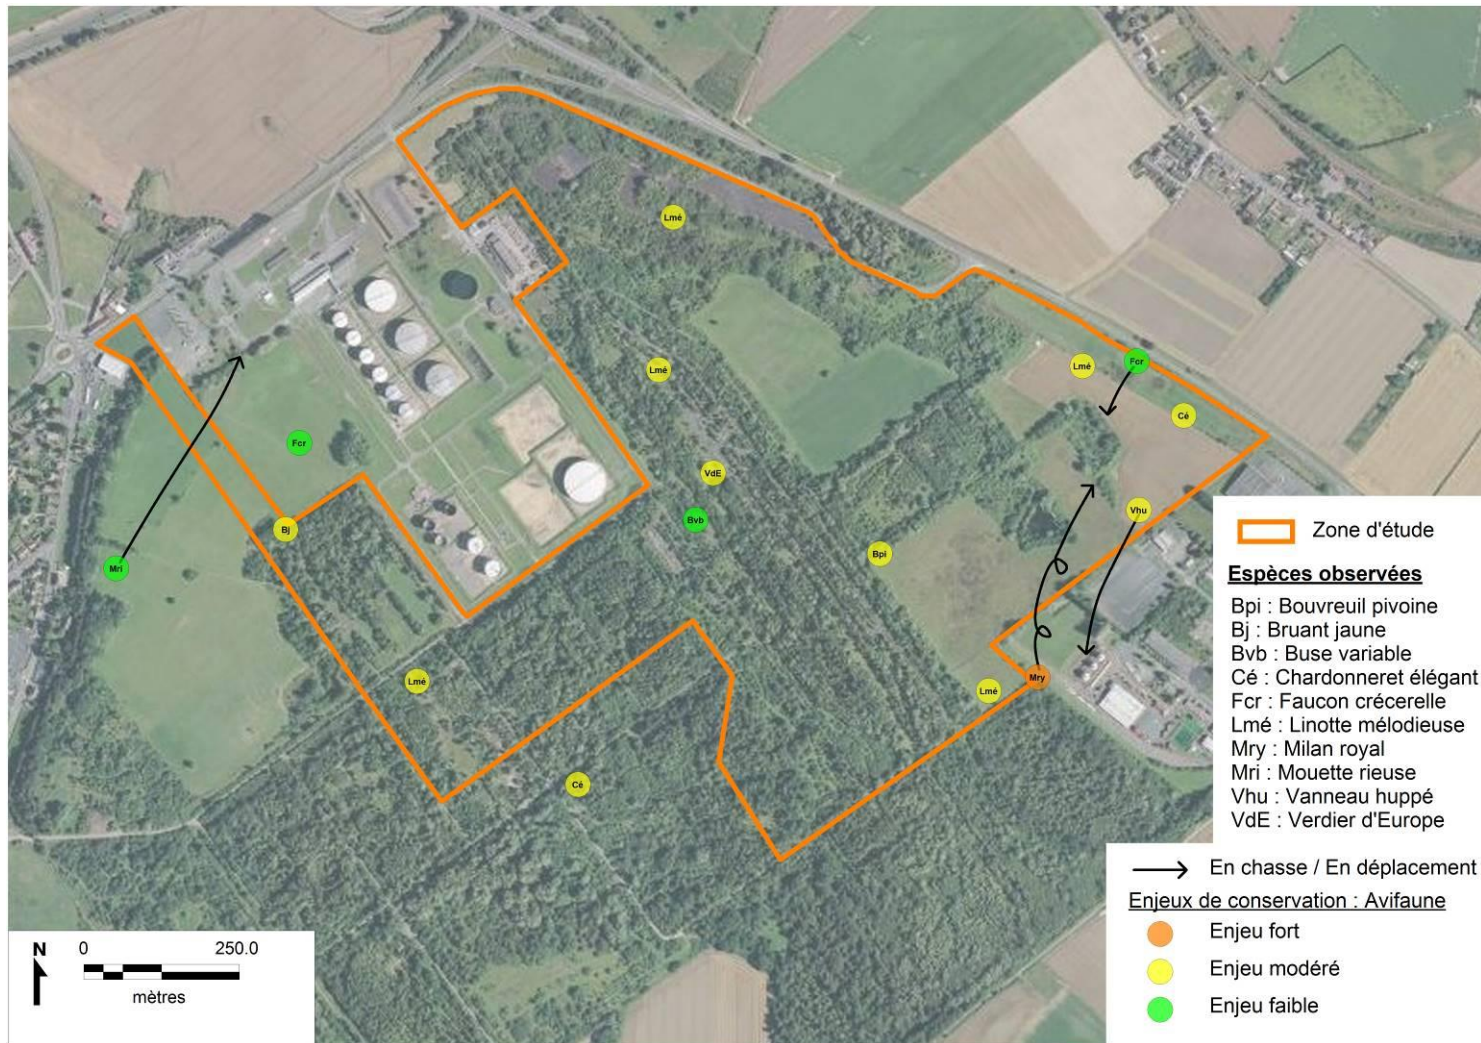 Lmé
Lmé
Fcr
Lmé
Cé
Fcr
VdE
Bvb
Vhu
Bj
Bpi
Mri
Lmé
Mry
Lmé
Cé
Zone d'étude
Espèces observées
Bpi : Bouvreuil pivoine
Bj : Bruant jaune
Bvb : Buse variable
Cé : Chardonneret élégant
Fcr : Faucon crécerelle
Lmé : Linotte mélodieuse
Mry : Milan royal
Mri : Mouette rieuse
Vhu : Vanneau huppé
VdE : Verdier d'Europe
En chasse / En déplacement
Enjeux de conservation : Avifaune
Enjeu fort
Enjeu modéré
Enjeu faible
N
0 250.0
mètres